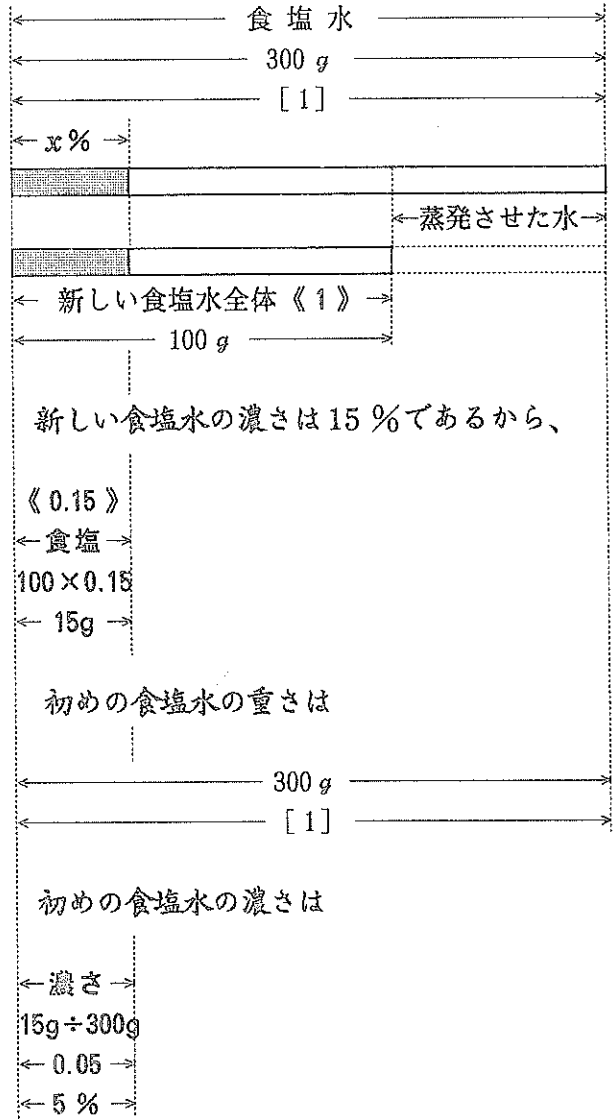 食塩水
300 g
[1]
x%
蒸発させた水
新しい食塩水全体《1》
100 g
新しい食塩水の濃さは15%であるから、
《0.15》
食塩
100×0.15
15g
初めの食塩水の重さは
300 g
[1]
初めの食塩水の濃さは
濃さ
15g÷300g
0.05
5%